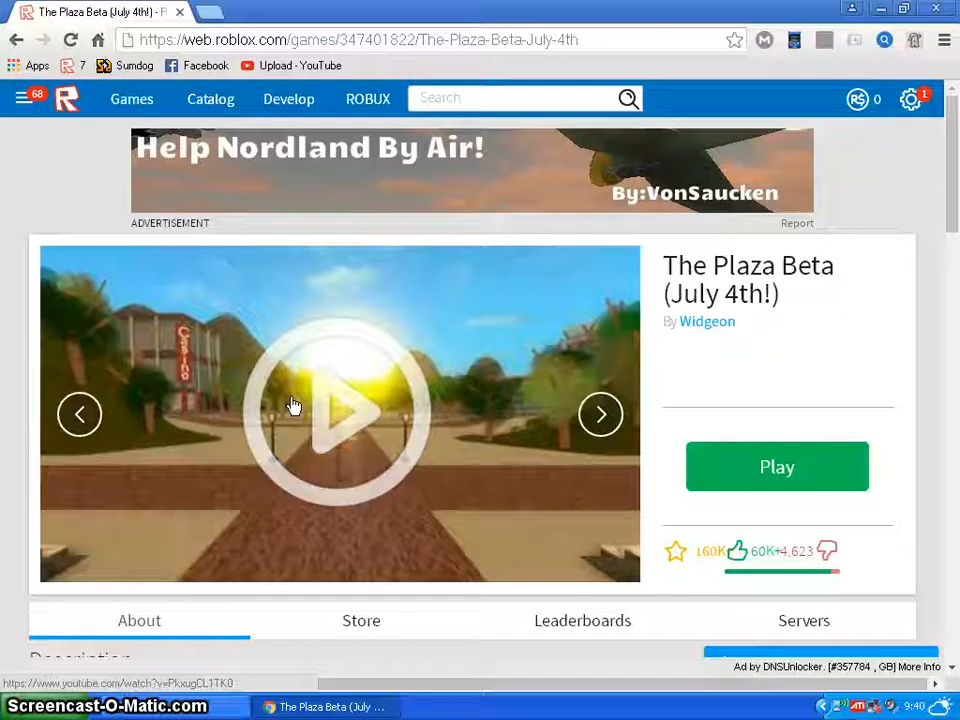 The Plaza Beta (July 4th!) - F
https://web.roblox.com/games/347401822/The-Plaza-Beta-July-4th
Apps 7 Sumdog Facebook Upload - YouTube
68 Games Catalog Develop ROBUX Search R$ 0 1
Help Nordland By Air!
By:VonSaucken
ADVERTISEMENT Report
Casino
The Plaza Beta
(July 4th!)
By Widgeon
Play
160K 60K+ 4,623
About Store Leaderboards Servers
Description
Ad by DNSUnlocker. [#357784 , GB] More Info
https://www.youtube.com/watch?v=PkxugCL1TK0
Screencast-O-Matic.com The Plaza Beta (July ... ATI 9:40